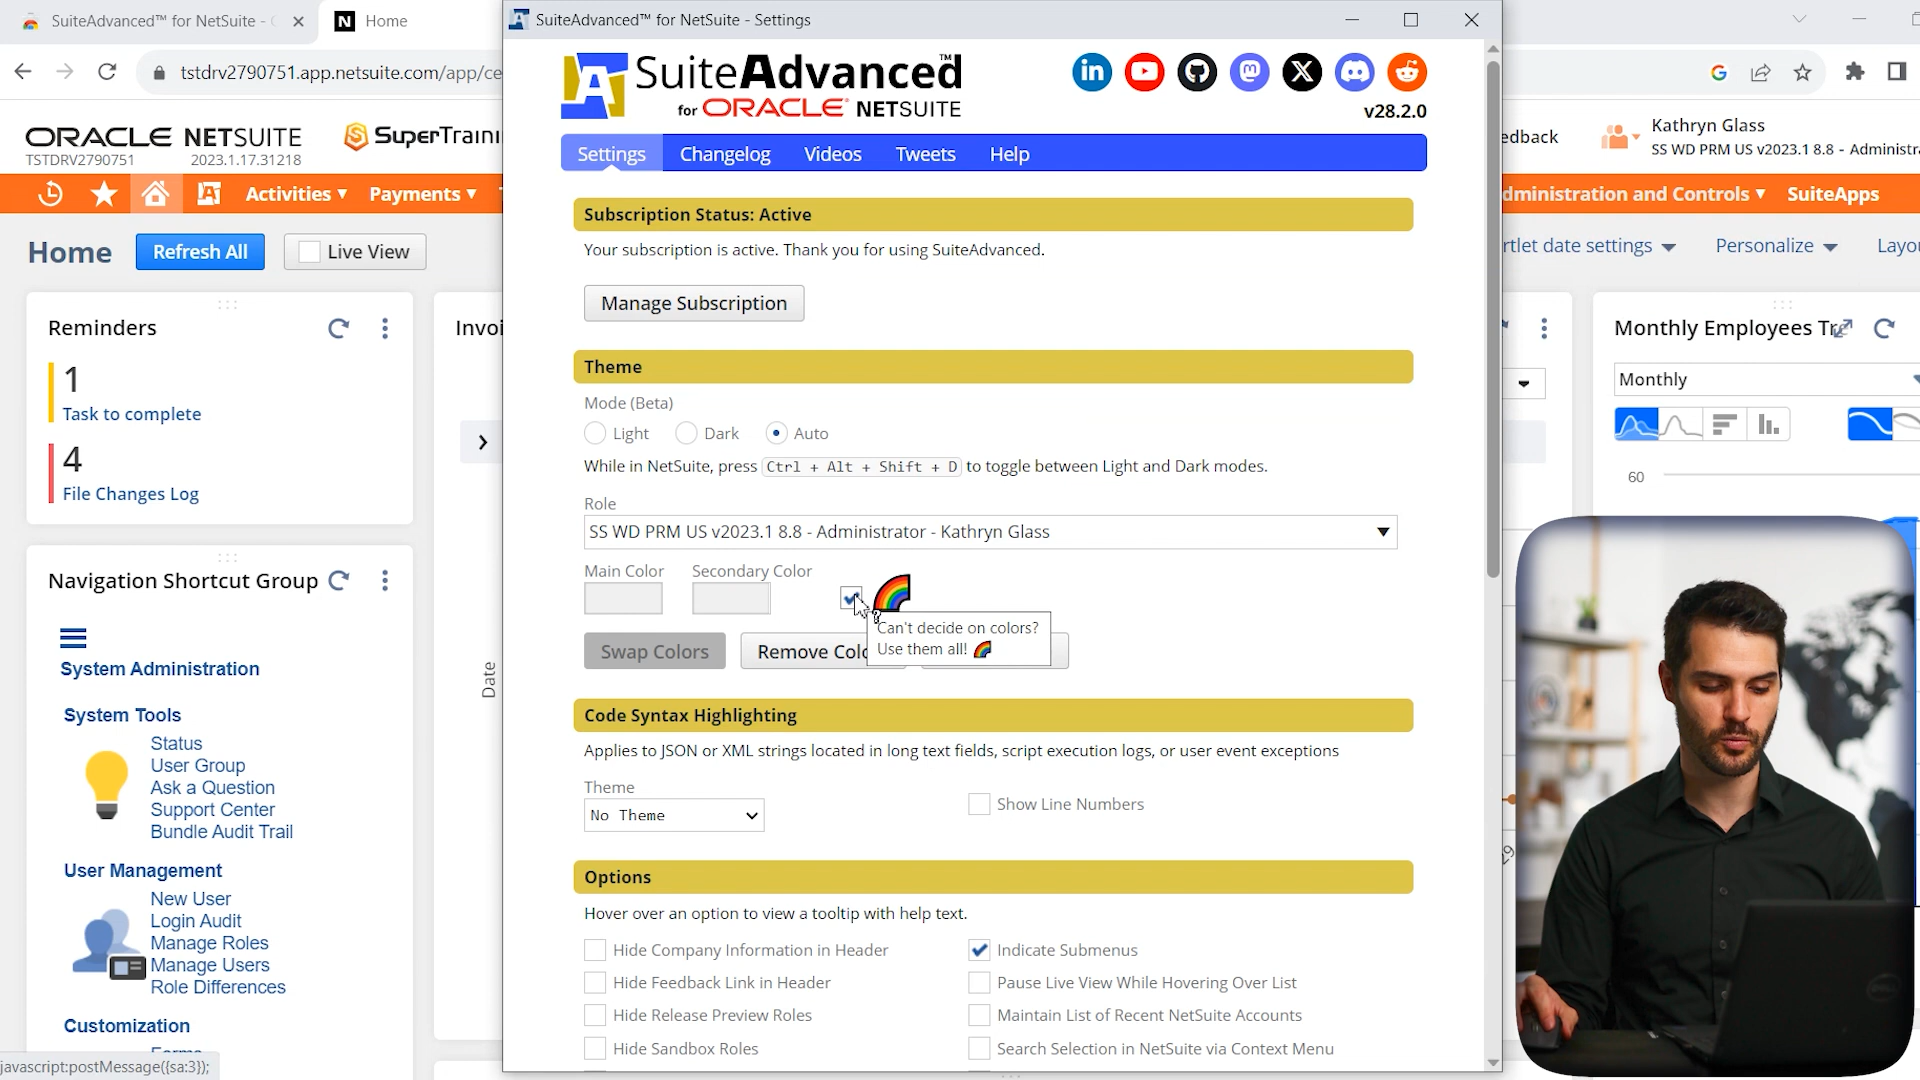 SuiteAdvanced™ for NetSuite -
Home
SuiteAdvanced™ for NetSuite - Settings
tstdrv2790751.app.netsuite.com/app/ce
ORACLE NETSUITE
TSTDRV2790751
2023.1.17.31218
SuperTraini
edback
Kathryn Glass
SS WD PRM US v2023.1 8.8 - Administra
Activities
Payments
dministration and Controls
SuiteApps
Home
Refresh All
Live View
rtlet date settings
Personalize
Layou
Reminders
1
Task to complete
4
File Changes Log
Invoi
Date
Navigation Shortcut Group
System Administration
System Tools
Status
User Group
Ask a Question
Support Center
Bundle Audit Trail
User Management
New User
Login Audit
Manage Roles
Manage Users
Role Differences
Customization
javascript:postMessage({sa:3});
SuiteAdvanced™
for ORACLE® NETSUITE
v28.2.0
Settings
Changelog
Videos
Tweets
Help
Subscription Status: Active
Your subscription is active. Thank you for using SuiteAdvanced.
Manage Subscription
Theme
Mode (Beta)
Light
Dark
Auto
While in NetSuite, press Ctrl + Alt + Shift + D to toggle between Light and Dark modes.
Role
SS WD PRM US v2023.1 8.8 - Administrator - Kathryn Glass
Main Color
Secondary Color
Can't decide on colors?
Use them all!
Swap Colors
Remove Colo
Code Syntax Highlighting
Applies to JSON or XML strings located in long text fields, script execution logs, or user event exceptions
Theme
No Theme
Show Line Numbers
Options
Hover over an option to view a tooltip with help text.
Hide Company Information in Header
Indicate Submenus
Hide Feedback Link in Header
Pause Live View While Hovering Over List
Hide Release Preview Roles
Maintain List of Recent NetSuite Accounts
Hide Sandbox Roles
Search Selection in NetSuite via Context Menu
Monthly Employees Tr
Monthly
60